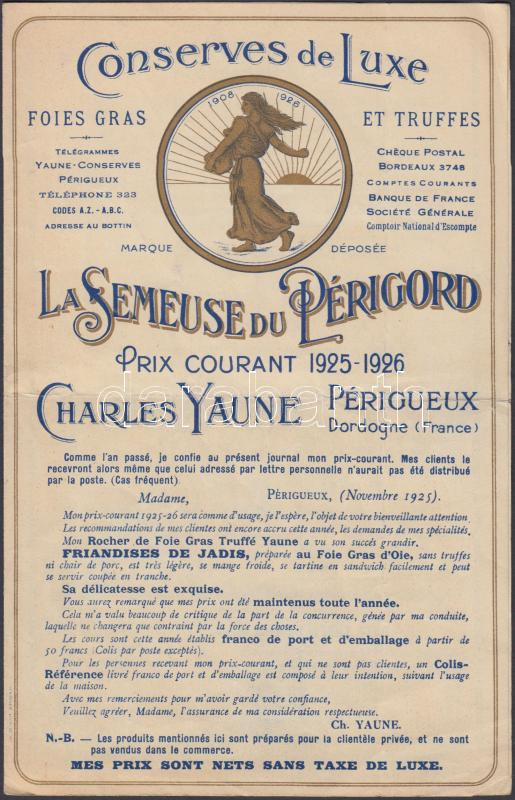 Conserves de Luxe
1908 1926
FOIES GRAS
TÉLÉGRAMMES
YAUNE-CONSERVES
PÉRIGUEUX
TÉLÉPHONE 323
CODES A.Z. - A.B.C.
ADRESSE AU BOTTIN
ET TRUFFES
CHÈQUE POSTAL
BORDEAUX 3748
COMPTES COURANTS
BANQUE DE FRANCE
SOCIÉTÉ GÉNÉRALE
Comptoir National d'Escompte
MARQUE DÉPOSÉE
LA SEMEUSE DU PÉRIGORD
PRIX COURANT 1925-1926
darabanth
CHARLES YAUNE
PÉRIGUEUX
Dordogne (France)
Comme l'an passé, je confie au présent journal mon prix-courant. Mes clients le
recevront alors même que celui adressé par lettre personnelle n'aurait pas été distribué
par la poste. (Cas fréquent).
Madame, PÉRIGUEUX, (Novembre 1925).
Mon prix-courant 1925-26 sera comme d'usage, je l'espère, l'objet de votre bienveillante attention
Les recommandations de mes clients ont encore accru cette année, les demandes de mes spécialités.
Mon Rocher de Foie Gras Truffé Yaune a vu son succés grandir.
FRIANDISES DE JADIS, préparée au Foie Gras d'Oie, sans truffes
ni chair de porc, est très légère, se mange froide, se tartine en sandwich facilement et peut
se servir coupée en tranche.
Sa délicatesse est exquise.
Vous aurez remarqué que mes prix ont été maintenus toute l'année.
Cela m'a valu beaucoup de critique de la part de la concurrence, gênée par ma conduite,
laquelle ne changera que contraint par la force des choses.
Les cours sont cette année établis franco de port et d'emballage à partir de
50 francs (Colis par poste exceptés).
Pour les personnes recevant mon prix-courant, et qui ne sont pas clientes, un Colis-
Référence livré franco de port et d'emballage est composé à leur intention, suivant l'usage
de la maison.
Avec mes remerciements pour m'avoir gardé votre confiance,
Veuillez agréer, Madame, l'assurance de ma considération respectueuse.
Ch. YAUNE.
N.-B. — Les produits mentionnés ici sont préparés pour la clientèle privée, et ne sont
pas vendus dans le commerce.
MES PRIX SONT NETS SANS TAXE DE LUXE.